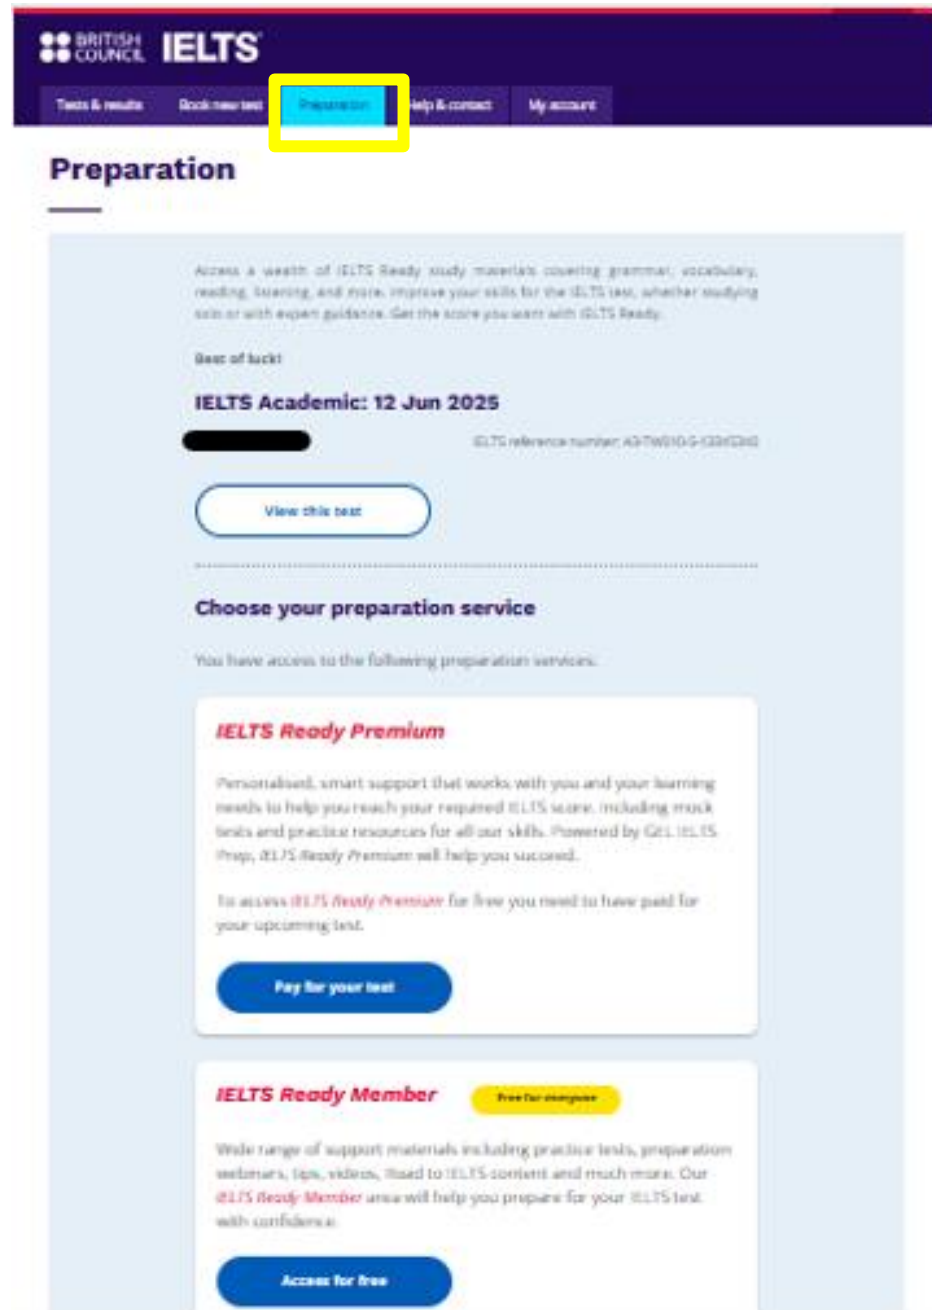 BRITISH COUNCIL IELTS
Tests & results Book new test Preparation Help & contact My account
Preparation
Access a wealth of IELTS Ready study materials covering grammar, vocabulary,
reading, listening, and more. Improve your skills for the IELTS test, whether studying
solo or with expert guidance. Get the score you want with IELTS Ready.
Best of luck!
IELTS Academic: 12 Jun 2025
IELTS reference number:
View this test
Choose your preparation service
You have access to the following preparation services.
IELTS Ready Premium
Personalised, smart support that works with you and your learning
needs to help you reach your required IELTS score, including mock
tests and practice resources for all our skills. Powered by GEL IELTS
Prep, IELTS Ready Premium will help you succeed.
To access IELTS Ready Premium for free you need to have paid for
your upcoming test.
Pay for your test
IELTS Ready Member Free for everyone
Wide range of support materials including practice tests, preparation
webinars, tips, videos, Road to IELTS content and much more. Our
IELTS Ready Member area will help you prepare for your IELTS test
with confidence.
Access for free